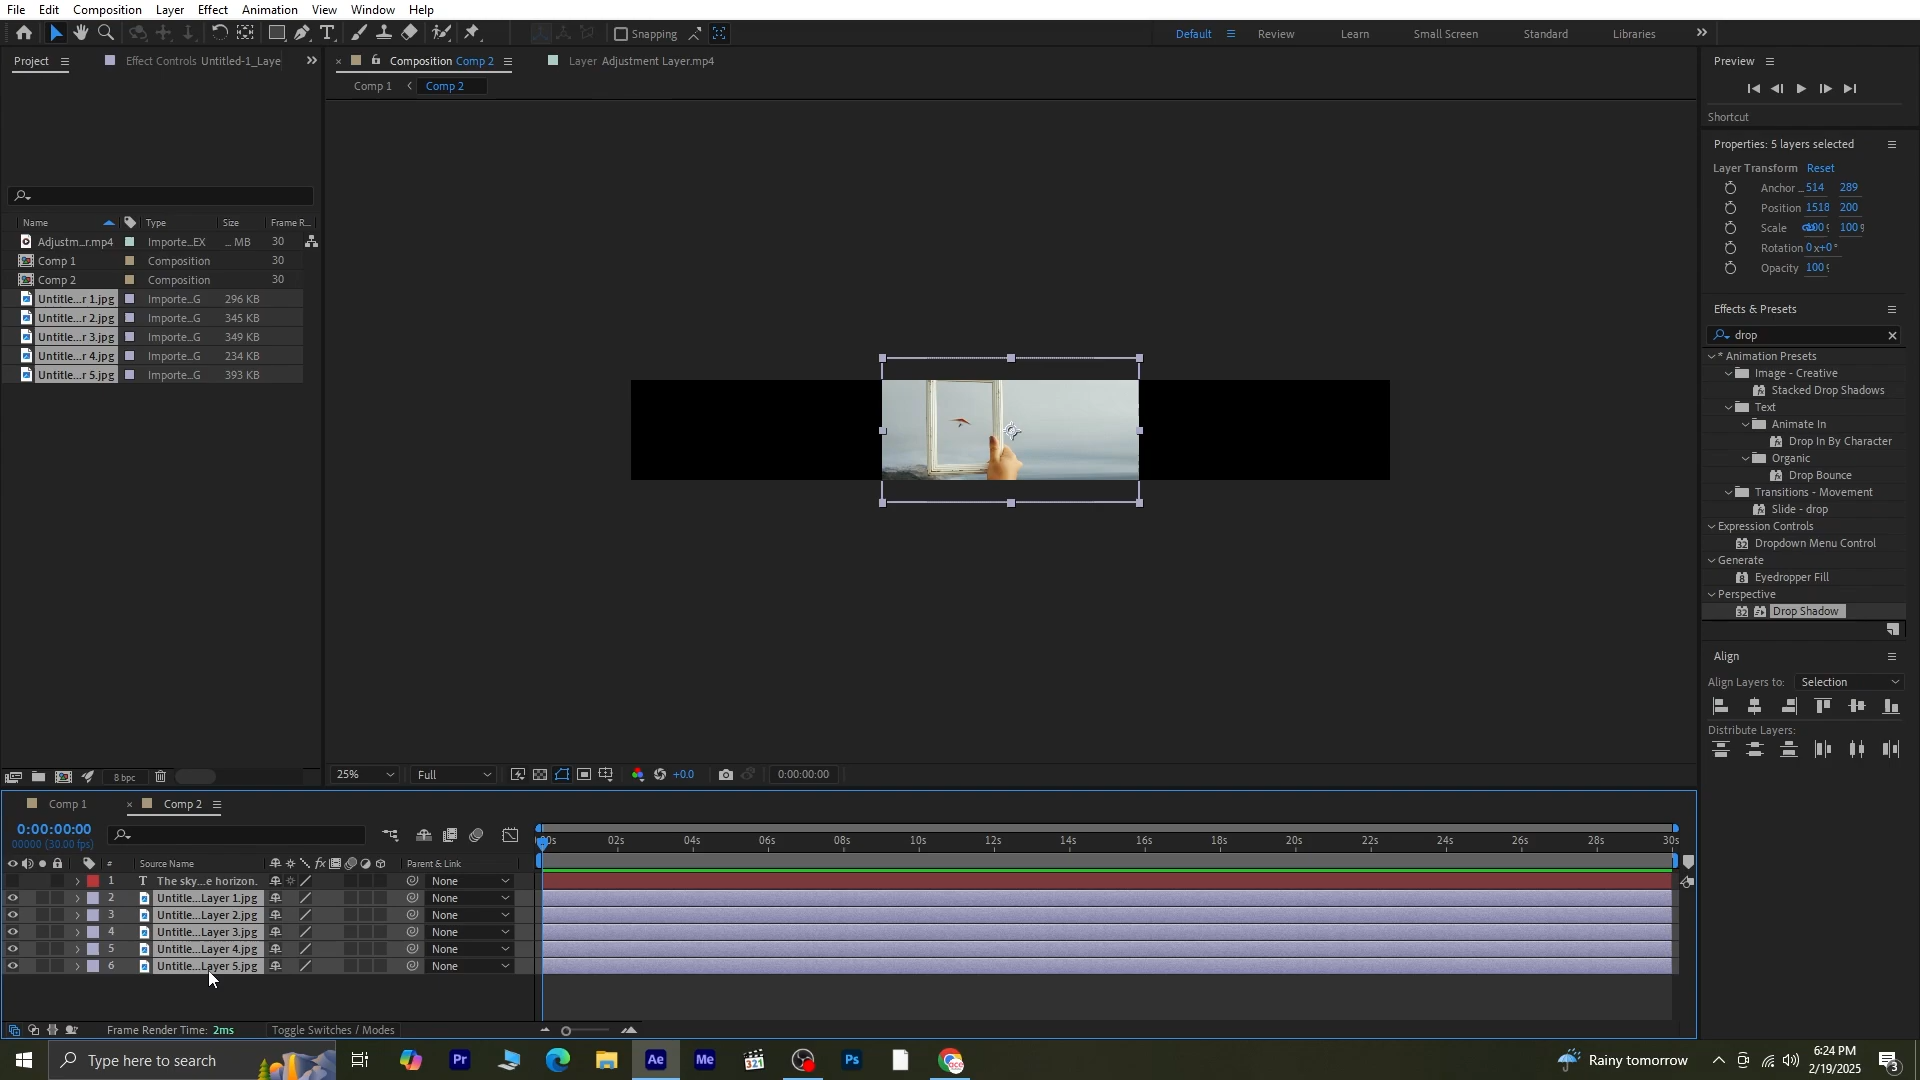 File Edit Composition Layer Effect Animation View Window Help
Snapping
Default Review Learn Small Screen Standard Libraries
Project Effect Controls Untitled-1_Laye
Composition Comp 2 Layer Adjustment Layer.mp4
Comp 1 Comp 2
Name Type Size Frame R...
Adjustm...r.mp4 Importe...EX ... MB 30
Comp 1 Composition 30
Comp 2 Composition 30
Untitle...r 1.jpg Importe...G 296 KB
Untitle...r 2.jpg Importe...G 345 KB
Untitle...r 3.jpg Importe...G 349 KB
Untitle...r 4.jpg Importe...G 234 KB
Untitle...r 5.jpg Importe...G 393 KB
8 bpc
25% Full +0.0 0:00:00:00
Preview
Shortcut
Properties: 5 layers selected
Layer Transform Reset
Anchor ... 514 289
Position 1518 200
Scale 100 100
Rotation 0x+0°
Opacity 100
Effects & Presets
drop
* Animation Presets
Image - Creative
Stacked Drop Shadows
Text
Animate In
Drop In By Character
Organic
Drop Bounce
Transitions - Movement
Slide - drop
Expression Controls
Dropdown Menu Control
Generate
Eyedropper Fill
Perspective
32 Drop Shadow
Align
Align Layers to: Selection
Distribute Layers:
Comp 1 Comp 2
0:00:00:00
00000 (30.00 fps)
# Source Name fx Parent & Link
1 T The sky...e horizon. None
2 Untitle...Layer 1.jpg None
3 Untitle...Layer 2.jpg None
4 Untitle...Layer 3.jpg None
5 Untitle...Layer 4.jpg None
6 Untitle...Layer 5.jpg None
02s 04s 06s 08s 10s 12s 14s 16s 18s 20s 22s 24s 26s 28s 30s
Frame Render Time: 2ms Toggle Switches / Modes
Type here to search
Pr Ae Me 321 Ps
Rainy tomorrow
6:24 PM
2/19/2025
3